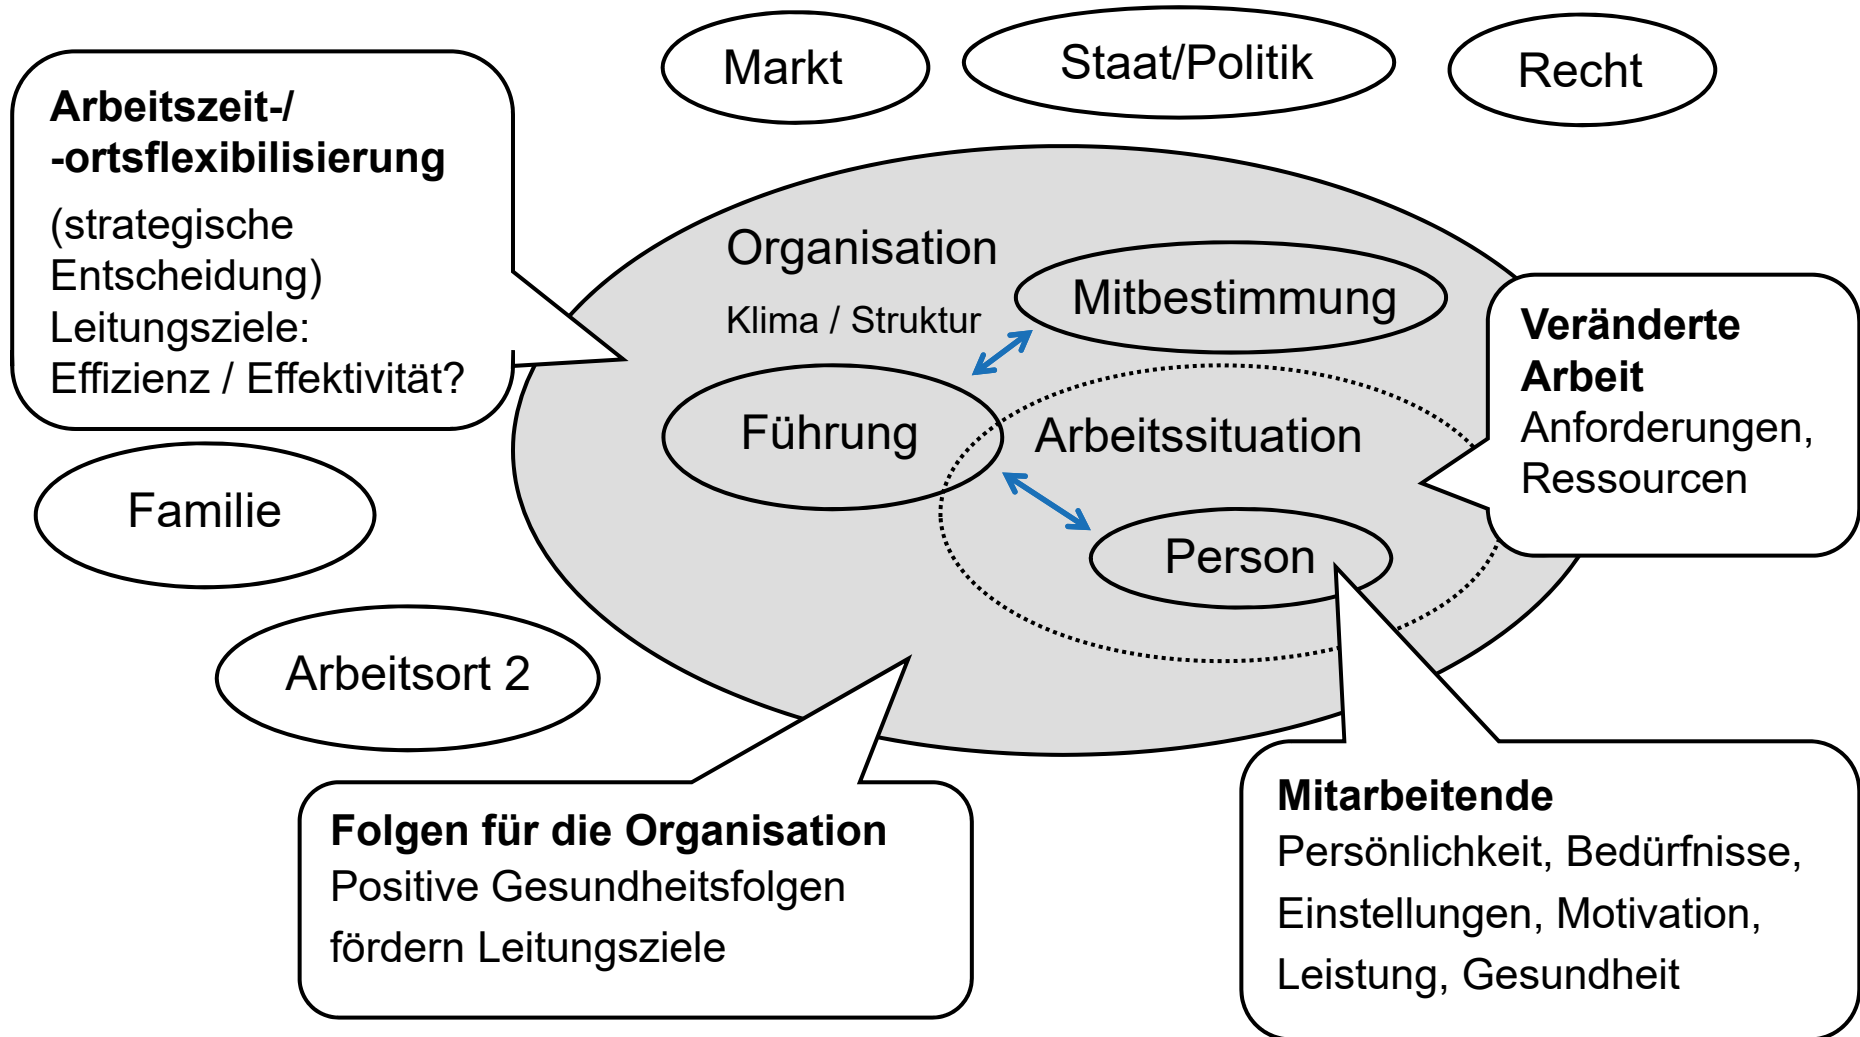 Markt
Staat/Politik
Recht
Arbeitszeit-/
-ortsflexibilisierung
(strategische
Entscheidung)
Leitungsziele:
Effizienz / Effektivität?
Organisation
Klima / Struktur
Mitbestimmung
Führung
Arbeitssituation
Person
Veränderte
Arbeit
Anforderungen,
Ressourcen
Familie
Arbeitsort 2
Folgen für die Organisation
Positive Gesundheitsfolgen
fördern Leitungsziele
Mitarbeitende
Persönlichkeit, Bedürfnisse,
Einstellungen, Motivation,
Leistung, Gesundheit